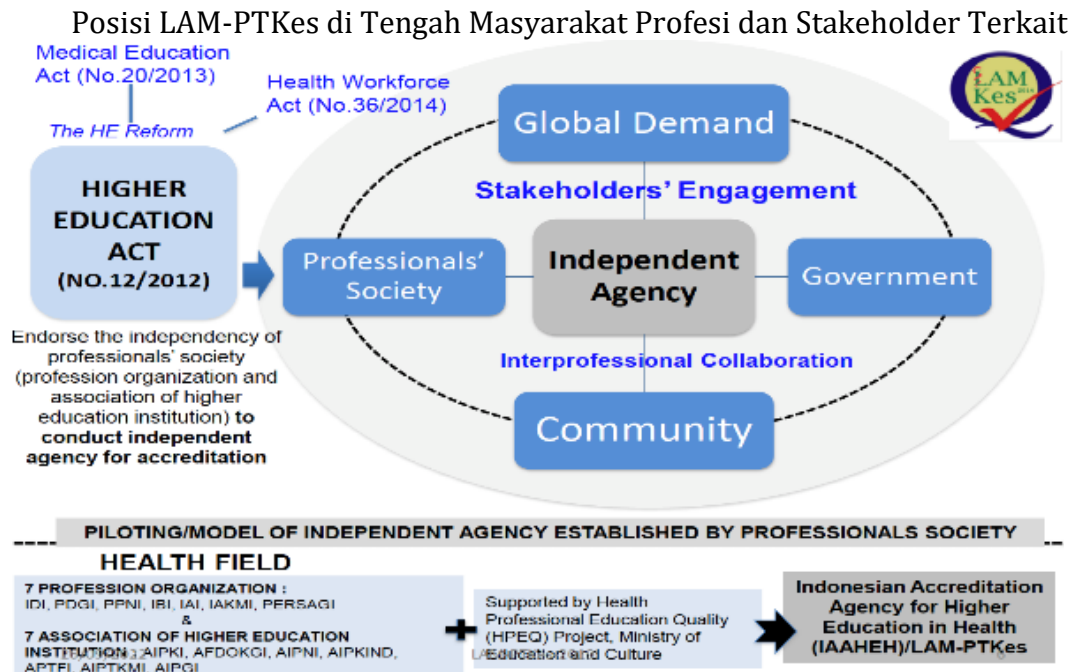 Posisi LAM-PTKes di Tengah Masyarakat Profesi dan Stakeholder Terkait
Medical Education
Act (No.20/2013)
Health Workforce
Act (No.36/2014)
The HE Reform
LAM
Kes
HIGHER
EDUCATION
ACT
(NO.12/2012)
Global Demand
Stakeholders' Engagement
Professionals'
Society
Independent
Agency
Government
Interprofessional Collaboration
Community
Endorse the independency of
professionals' society
(profession organization and
association of higher
education institution) to
conduct independent
agency for accreditation
PILOTING/MODEL OF INDEPENDENT AGENCY ESTABLISHED BY PROFESSIONALS SOCIETY
HEALTH FIELD
7 PROFESSION ORGANIZATION :
IDI, PDGI, PPNI, IBI, IAI, IAKMI, PERSAGI
&
7 ASSOCIATION OF HIGHER EDUCATION
INSTITUTION : AIPKI, AFDOKGI, AIPNI, AIPKIND,
APTFI, AIPTKMI, AIPGI
Supported by Health
Professional Education Quality
(HPEQ) Project, Ministry of
Education and Culture
Indonesian Accreditation
Agency for Higher
Education in Health
(IAAHEH)/LAM-PTKes